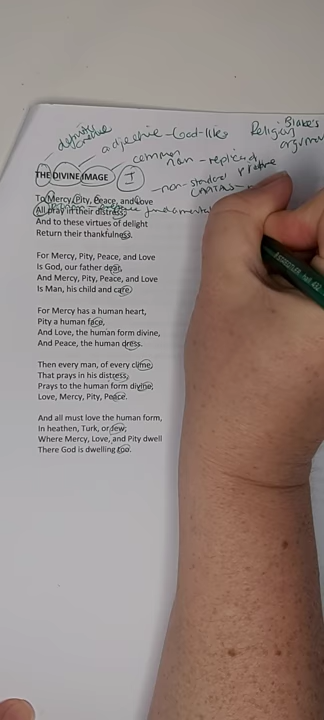 Blake's
definite
Religion
adjective - God-like
argum
common
noun - replica
picture
I
THE DIVINE IMAGE
- non-standard
capitals -
To Mercy, Pity, Peace, and Love
fundamental
All pray in their distress;
And to these virtues of delight
Return their thankfulness.
For Mercy, Pity, Peace, and Love
Is God, our father dear,
And Mercy, Pity, Peace, and Love
Is Man, his child and care.
For Mercy has a human heart,
Pity a human face,
And Love, the human form divine,
And Peace, the human dress.
Then every man, of every clime,
That prays in his distress,
Prays to the human form divine,
Love, Mercy, Pity, Peace.
And all must love the human form,
In heathen, Turk, or Jew;
Where Mercy, Love, and Pity dwell
There God is dwelling too.